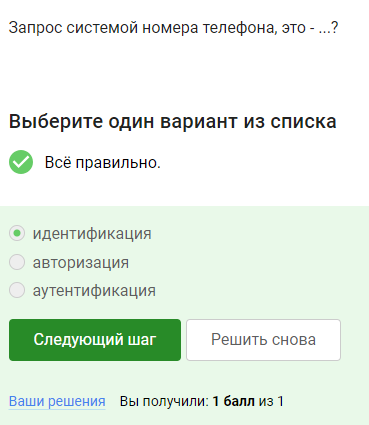 Запрос системой номера телефона, это - ...?
Выберите один вариант из списка
Всё правильно.
идентификация
авторизация
аутентификация
Следующий шаг
Решить снова
Ваши решения Вы получили: 1 балл из 1